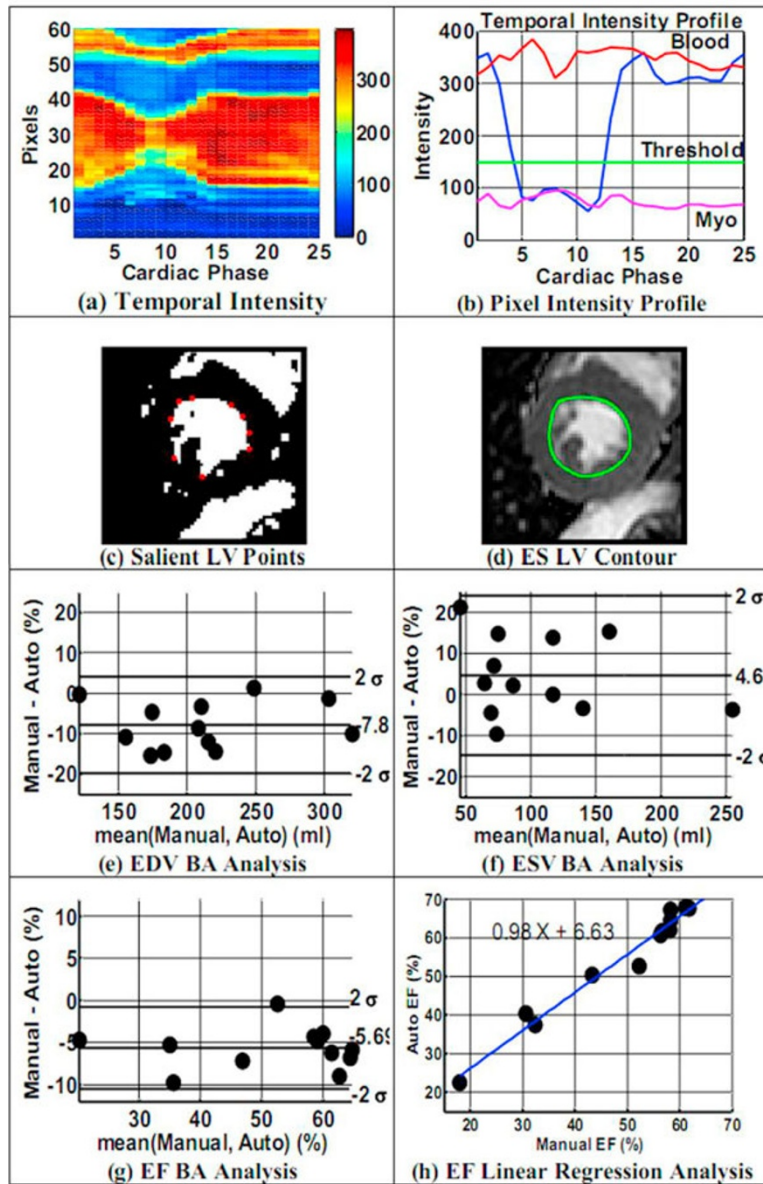 60
50
40
30
20
10
Pixels
5 10 15 20 25
Cardiac Phase
300
200
100
0
(a) Temporal Intensity
Temporal Intensity Profile
Blood
Threshold
Myo
400
300
200
100
0
Intensity
5 10 15 20 25
Cardiac Phase
(b) Pixel Intensity Profile
(c) Salient LV Points
(d) ES LV Contour
20
10
0
-10
-20
Manual - Auto (%)
2 σ
-7.8
-2 σ
150 200 250 300
mean(Manual, Auto) (ml)
(e) EDV BA Analysis
20
10
0
-10
-20
Manual - Auto (%)
2 σ
4.6
-2 σ
50 100 150 200 250
mean(Manual, Auto) (ml)
(f) ESV BA Analysis
10
5
0
-5
-10
Manual - Auto (%)
2 σ
-5.69
-2 σ
30 40 50 60
mean(Manual, Auto) (%)
(g) EF BA Analysis
70
60
50
40
30
20
Auto EF (%)
0.98 X + 6.63
20 30 40 50 60 70
Manual EF (%)
(h) EF Linear Regression Analysis